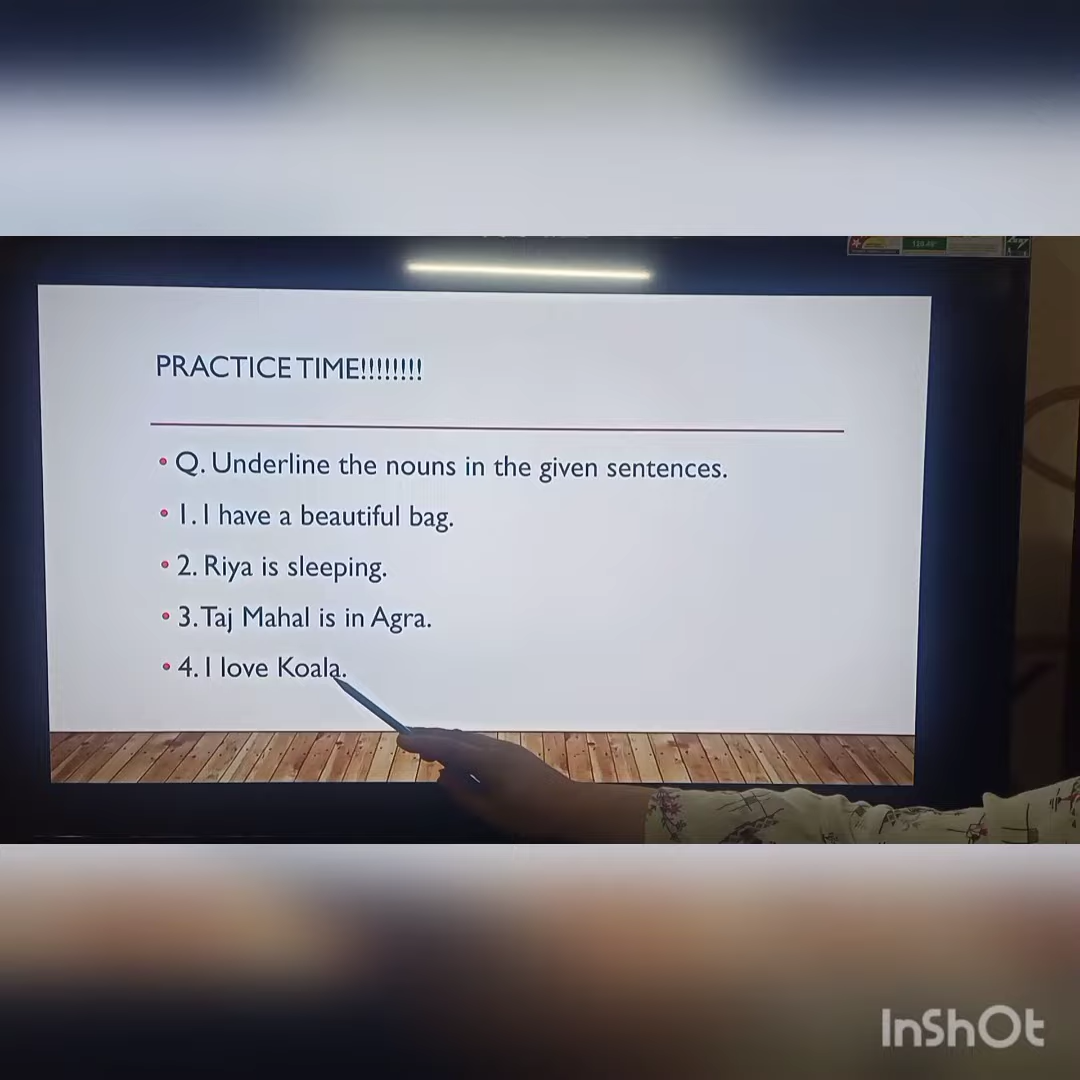 PRACTICE TIME!!!!!!!!
• Q. Underline the nouns in the given sentences.
• 1. I have a beautiful bag.
• 2. Riya is sleeping.
• 3. Taj Mahal is in Agra.
• 4. I love Koala.
InShOt